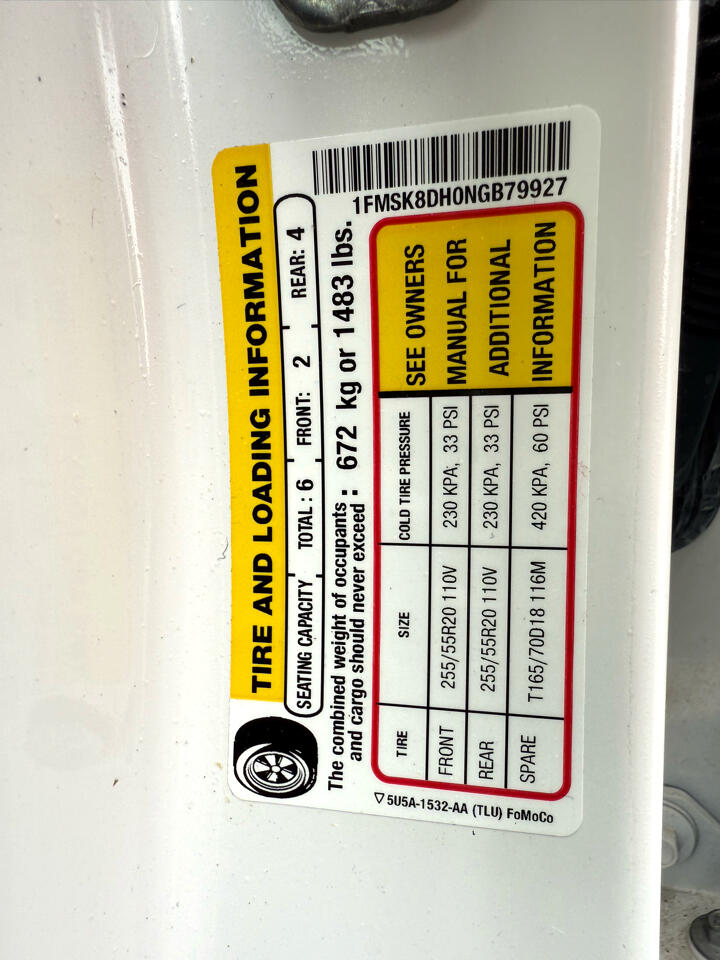 TIRE AND LOADING INFORMATION
SEATING CAPACITY TOTAL : 6 FRONT: 2 REAR: 4
The combined weight of occupants
and cargo should never exceed : 672 kg or 1483 lbs.
1FMSK8DH0NGB79927
TIRE SIZE COLD TIRE PRESSURE
FRONT 255/55R20 110V 230 KPA, 33 PSI
REAR 255/55R20 110V 230 KPA, 33 PSI
SPARE T165/70D18 116M 420 KPA, 60 PSI
SEE OWNERS
MANUAL FOR
ADDITIONAL
INFORMATION
5U5A-1532-AA (TLU) FoMoCo